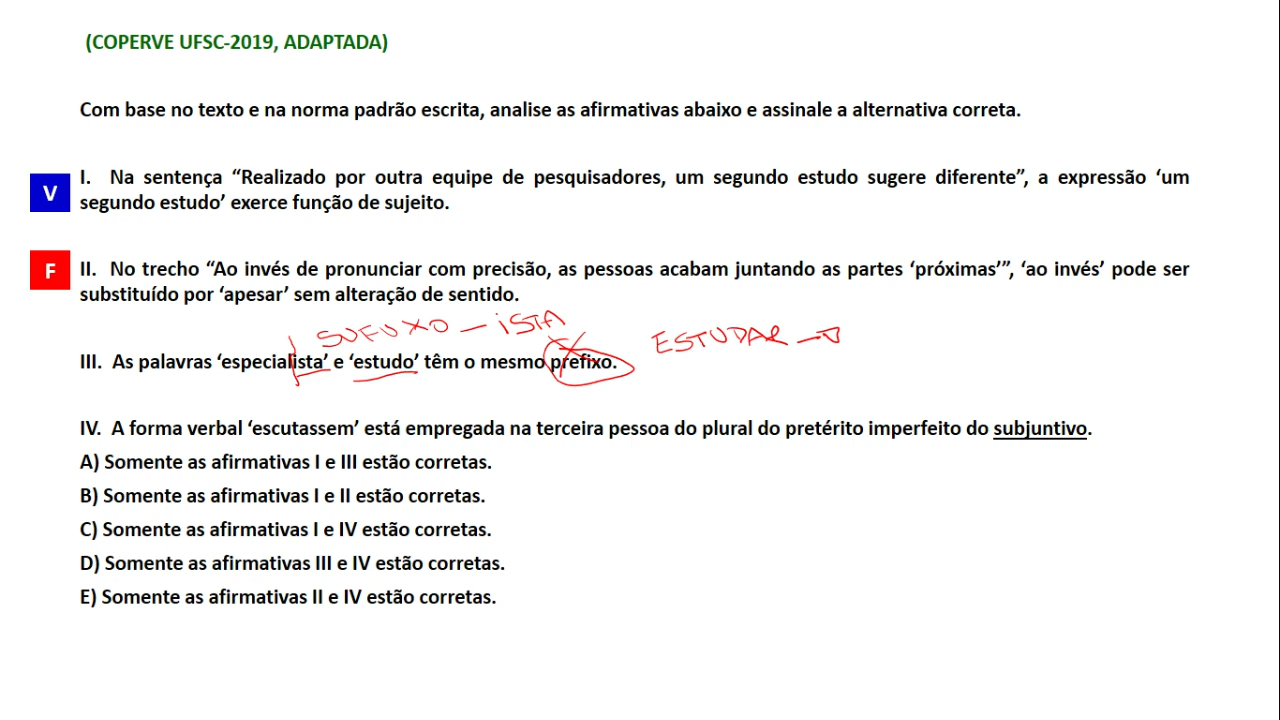 (COPERVE UFSC-2019, ADAPTADA)
Com base no texto e na norma padrão escrita, analise as afirmativas abaixo e assinale a alternativa correta.
V
I. Na sentença “Realizado por outra equipe de pesquisadores, um segundo estudo sugere diferente”, a expressão ‘um
segundo estudo’ exerce função de sujeito.
F
II. No trecho “Ao invés de pronunciar com precisão, as pessoas acabam juntando as partes ‘próximas’”, ‘ao invés’ pode ser
substituído por ‘apesar’ sem alteração de sentido.
SUFIXO – ISTA
ESTUDAR
III. As palavras ‘especialista’ e ‘estudo’ têm o mesmo prefixo.
IV. A forma verbal ‘escutassem’ está empregada na terceira pessoa do plural do pretérito imperfeito do subjuntivo.
A) Somente as afirmativas I e III estão corretas.
B) Somente as afirmativas I e II estão corretas.
C) Somente as afirmativas I e IV estão corretas.
D) Somente as afirmativas III e IV estão corretas.
E) Somente as afirmativas II e IV estão corretas.